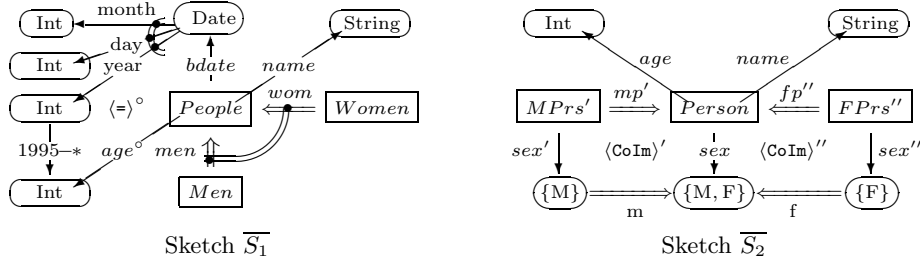 Int month Date String Int String
Int day
year bdate name age name
Int ⟨=⟩° People wom Women MPrs′ mp′ Person fp′′ FPrs′′
1995−∗ age° men sex′ ⟨CoIm⟩′ sex ⟨CoIm⟩′′ sex′′
Int Men {M} m {M, F} f {F}
Sketch S₁ Sketch S₂